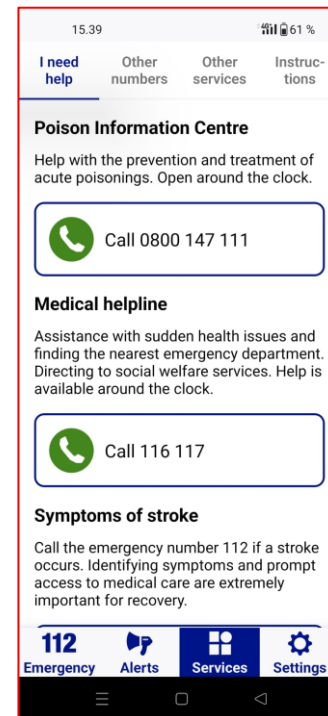 15.39 61 %
I need help
Other numbers
Other services
Instruc-
tions
Poison Information Centre
Help with the prevention and treatment of
acute poisonings. Open around the clock.
Call 0800 147 111
Medical helpline
Assistance with sudden health issues and
finding the nearest emergency department.
Directing to social welfare services. Help is
available around the clock.
Call 116 117
Symptoms of stroke
Call the emergency number 112 if a stroke
occurs. Identifying symptoms and prompt
access to medical care are extremely
important for recovery.
112
Emergency Alerts Services Settings